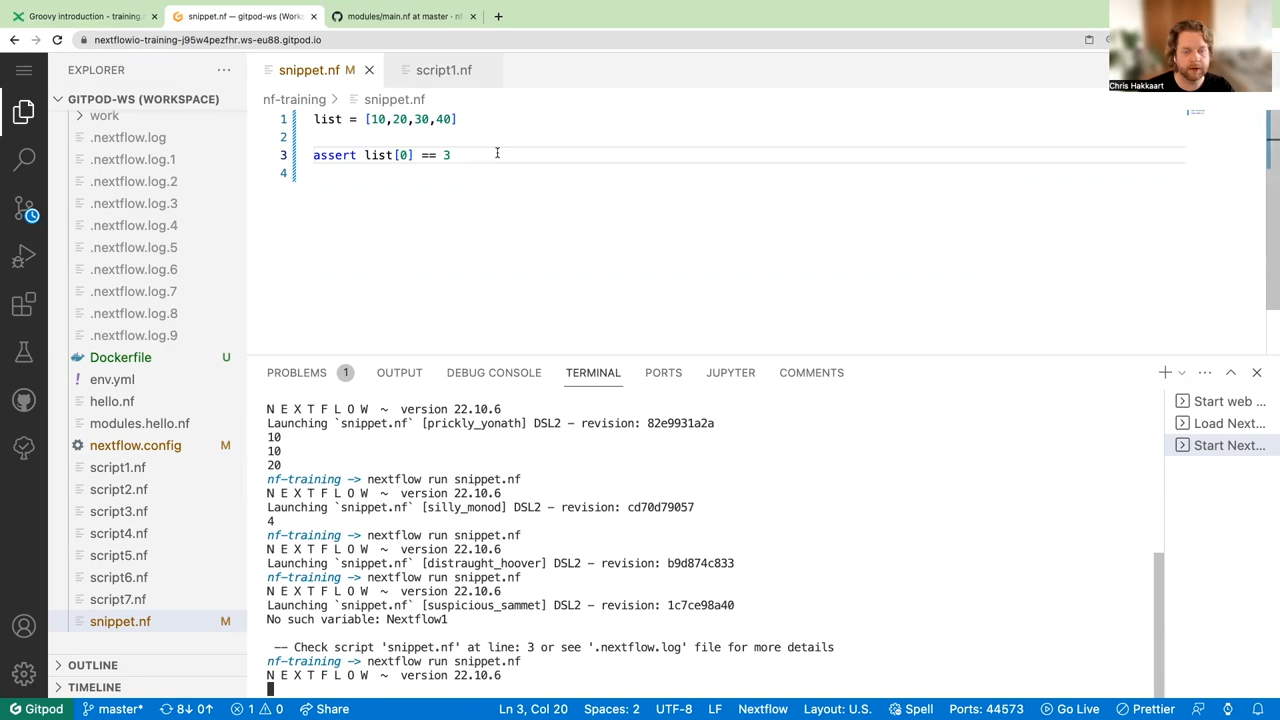 Groovy introduction - training.
snippet.nf — gitpod-ws (Works
modules/main.nf at master · nf
nextflowio-training-j95w4pezfhr.ws-eu88.gitpod.io
Chris Hakkaart
EXPLORER
snippet.nf M
script1.nf
GITPOD-WS (WORKSPACE)
nf-training > snippet.nf
work
.nextflow.log
.nextflow.log.1
.nextflow.log.2
.nextflow.log.3
.nextflow.log.4
.nextflow.log.5
.nextflow.log.6
.nextflow.log.7
.nextflow.log.8
.nextflow.log.9
Dockerfile U
env.yml
hello.nf
modules.hello.nf
nextflow.config M
script1.nf
script2.nf
script3.nf
script4.nf
script5.nf
script6.nf
script7.nf
snippet.nf M
OUTLINE
TIMELINE
1 list = [10,20,30,40]
2
3 assert list[0] == 3
4
PROBLEMS 1 OUTPUT DEBUG CONSOLE TERMINAL PORTS JUPYTER COMMENTS
N E X T F L O W ~ version 22.10.6
Launching `snippet.nf` [prickly_yonath] DSL2 - revision: 82e9931a2a
10
10
20
nf-training -> nextflow run snippet.nf
N E X T F L O W ~ version 22.10.6
Launching `snippet.nf` [silly_monod] DSL2 - revision: cd70d79057
4
nf-training -> nextflow run snippet.nf
N E X T F L O W ~ version 22.10.6
Launching `snippet.nf` [distraught_hoover] DSL2 - revision: b9d874c833
nf-training -> nextflow run snippet.nf
N E X T F L O W ~ version 22.10.6
Launching `snippet.nf` [suspicious_sammet] DSL2 - revision: 1c7ce98a40
No such variable: Nextflow1
-- Check script 'snippet.nf' at line: 3 or see '.nextflow.log' file for more details
nf-training -> nextflow run snippet.nf
N E X T F L O W ~ version 22.10.6
Start web ...
Load Next...
Start Next...
Gitpod master* 8↓ 0↑ 1 0 Share Ln 3, Col 20 Spaces: 2 UTF-8 LF Nextflow Layout: U.S. Spell Ports: 44573 Go Live Prettier